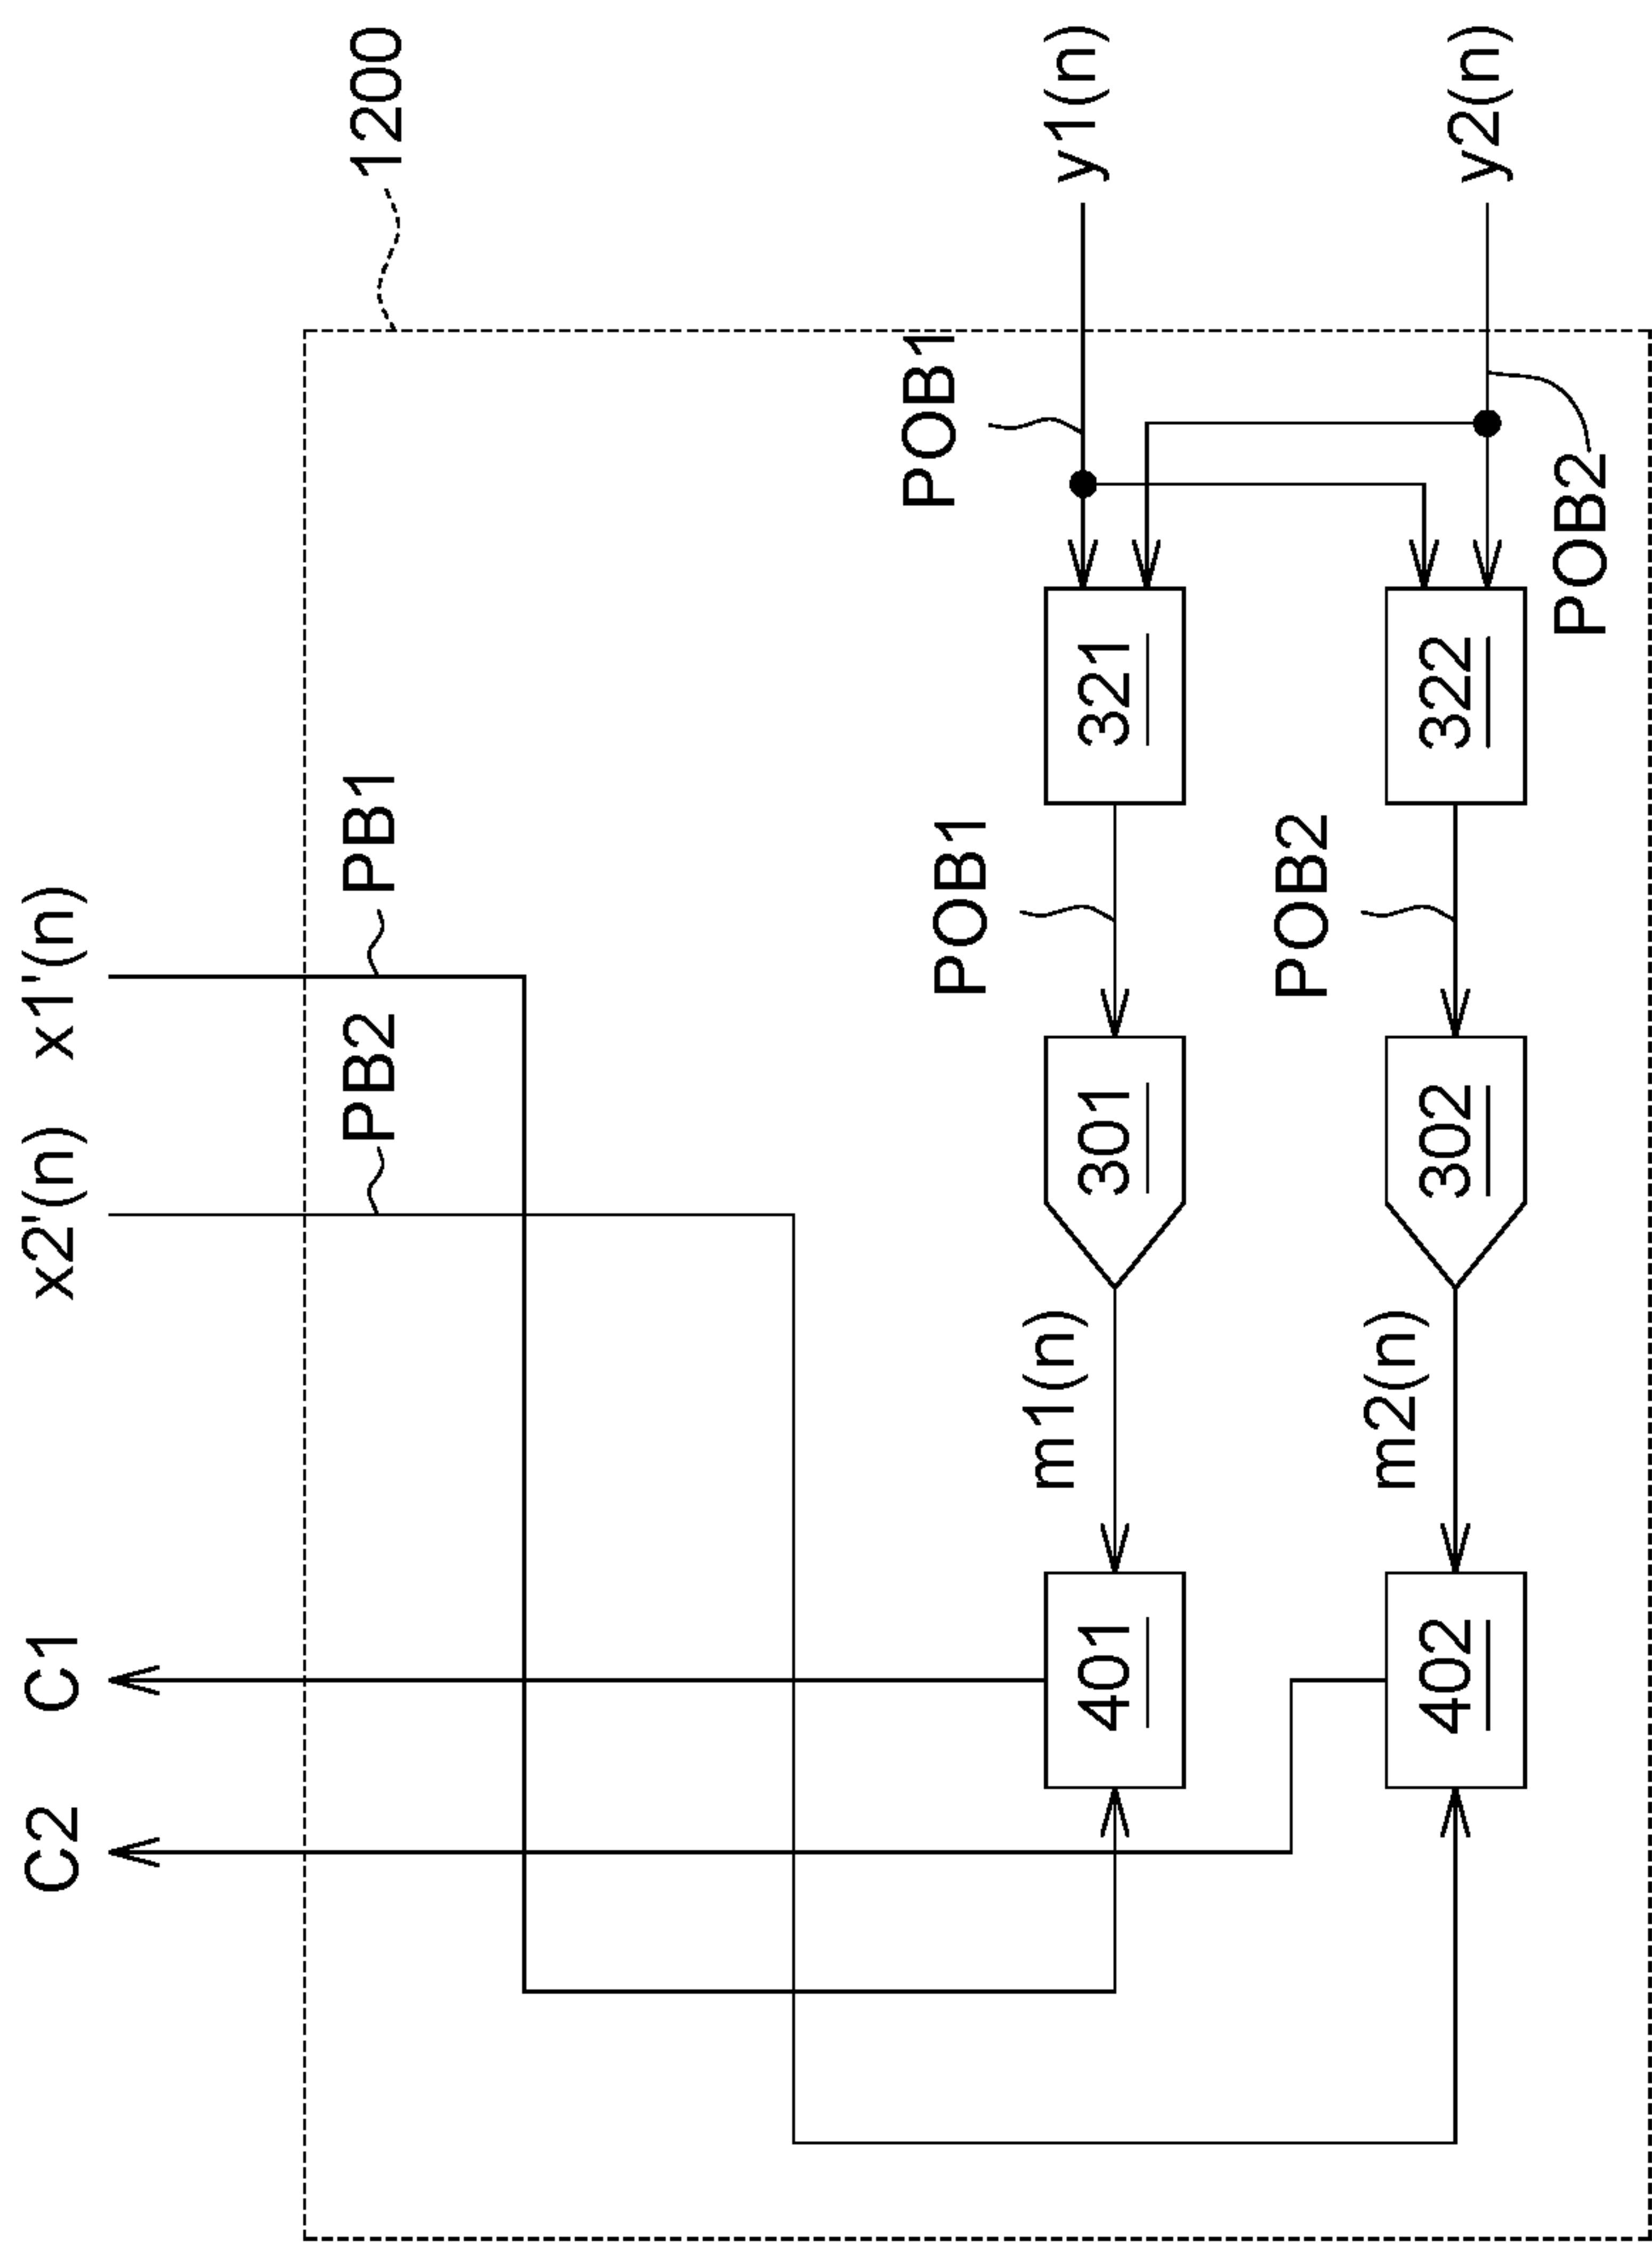 x2'(n)
x1'(n)
C2
C1
PB2
PB1
1200
401
m1(n)
301
POB1
321
POB1
y1(n)
402
m2(n)
302
POB2
322
POB2
y2(n)